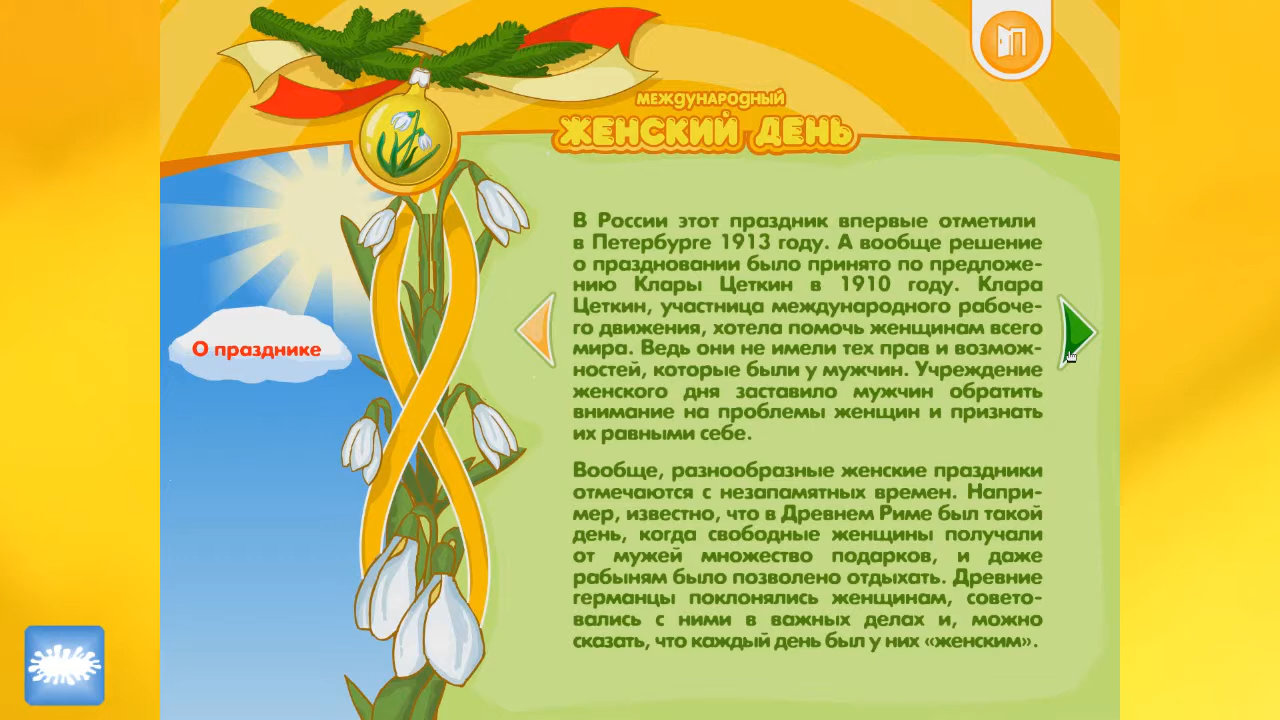 МЕЖДУНАРОДНЫЙ
ЖЕНСКИЙ ДЕНЬ
О празднике
В России этот праздник впервые отметили
в Петербурге 1913 году. А вообще решение
о праздновании было принято по предложе-
нию Клары Цеткин в 1910 году. Клара
Цеткин, участница международного рабоче-
го движения, хотела помочь женщинам всего
мира. Ведь они не имели тех прав и возмож-
ностей, которые были у мужчин. Учреждение
женского дня заставило мужчин обратить
внимание на проблемы женщин и признать
их равными себе.
Вообще, разнообразные женские праздники
отмечаются с незапамятных времен. Напри-
мер, известно, что в Древнем Риме был такой
день, когда свободные женщины получали
от мужей множество подарков, и даже
рабыням было позволено отдыхать. Древние
германцы поклонялись женщинам, совето-
вались с ними в важных делах и, можно
сказать, что каждый день был у них «женским».